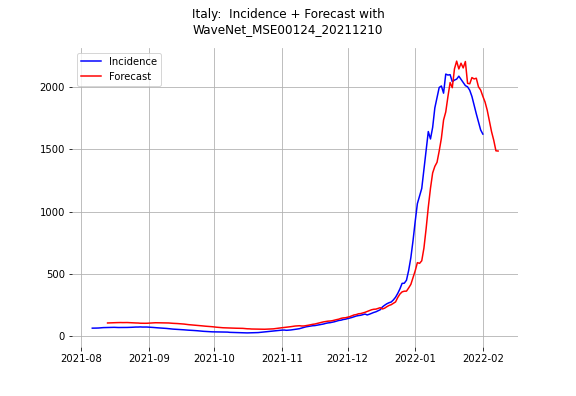 Italy:  Incidence + Forecast with
WaveNet_MSE00124_20211210
Incidence
Forecast
2000
1500
1000
500
0
2021-08 2021-09 2021-10 2021-11 2021-12 2022-01 2022-02